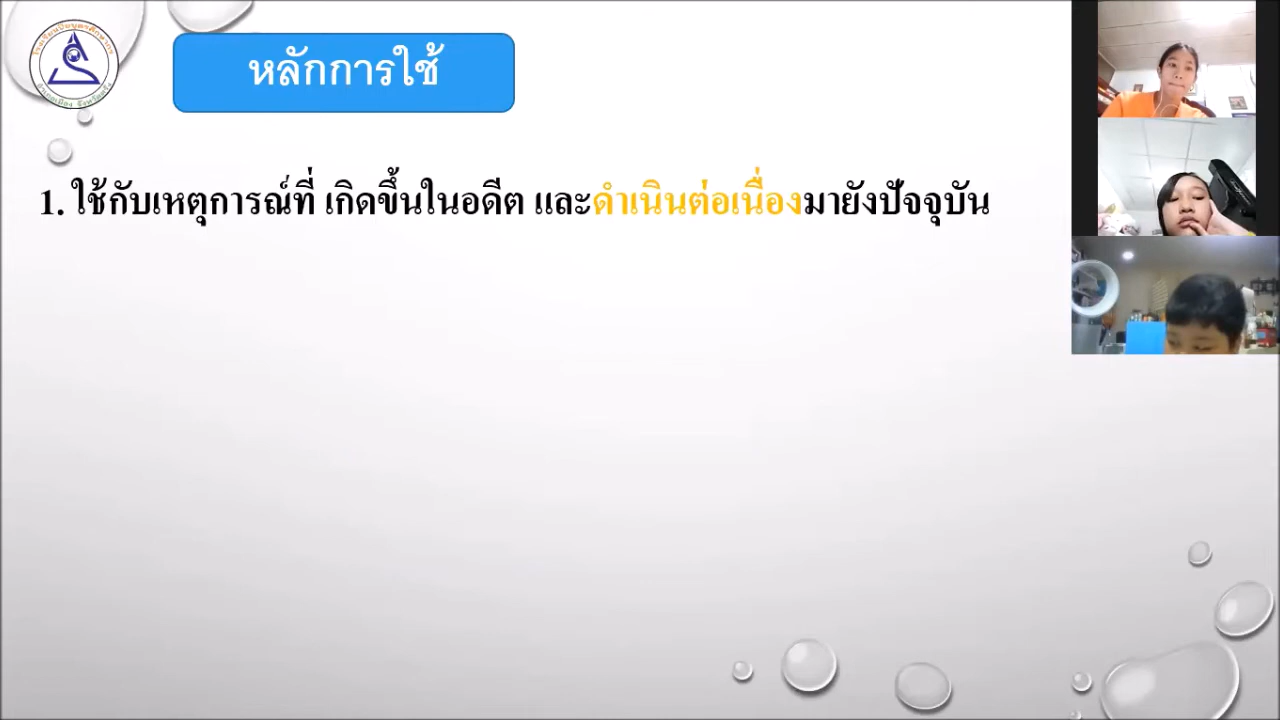 หลักการใช้
1. ใช้กับเหตุการณ์ที่ เกิดขึ้นในอดีต และดำเนินต่อเนื่องมายังปัจจุบัน